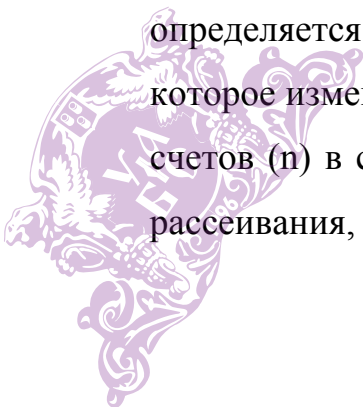 определяется
которое изме
счетов (n) в с
рассеивания,